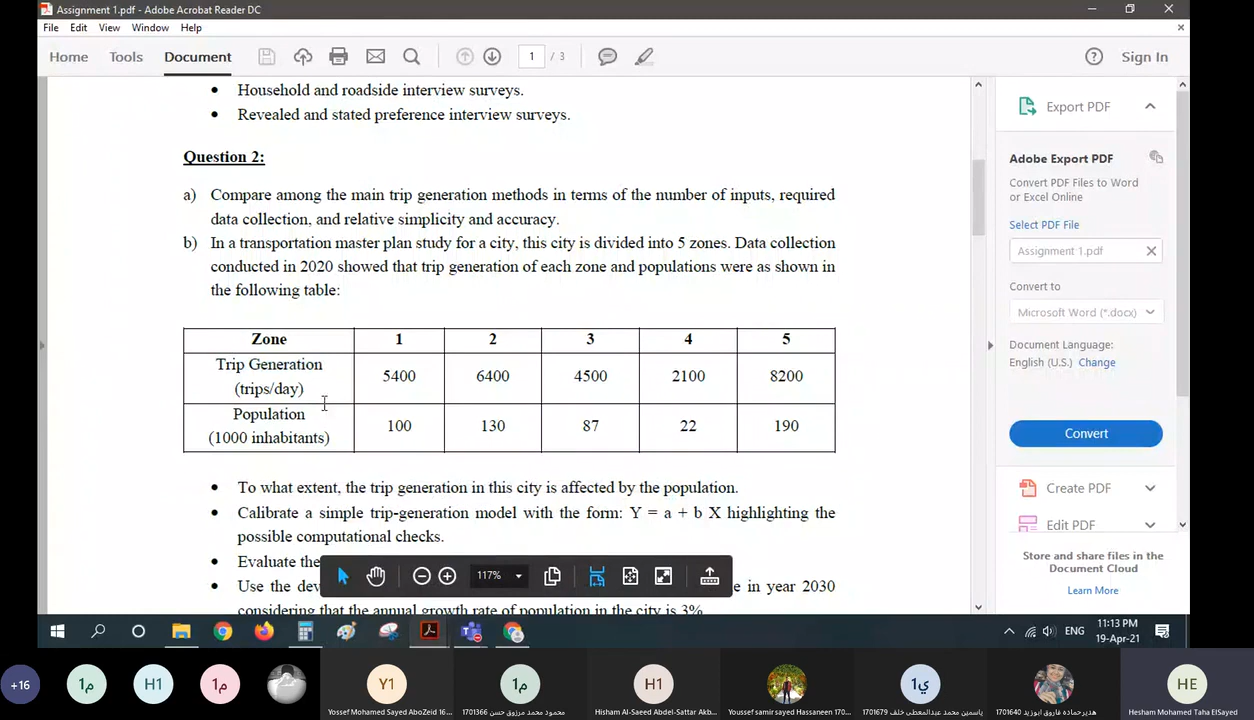 Assignment 1.pdf - Adobe Acrobat Reader DC
File Edit View Window Help
Home Tools Document 1 / 3 Sign In
• Household and roadside interview surveys.
• Revealed and stated preference interview surveys.
Question 2:
a) Compare among the main trip generation methods in terms of the number of inputs, required
data collection, and relative simplicity and accuracy.
b) In a transportation master plan study for a city, this city is divided into 5 zones. Data collection
conducted in 2020 showed that trip generation of each zone and populations were as shown in
the following table:
Zone 1 2 3 4 5
Trip Generation
(trips/day) 5400 6400 4500 2100 8200
Population
(1000 inhabitants) 100 130 87 22 190
• To what extent, the trip generation in this city is affected by the population.
• Calibrate a simple trip-generation model with the form: Y = a + b X highlighting the
possible computational checks.
• Evaluate the
• Use the dev
e in year 2030
considering that the annual growth rate of population in the city is 3%
117%
Export PDF
Adobe Export PDF
Convert PDF Files to Word
or Excel Online
Select PDF File
Assignment 1.pdf
Convert to
Microsoft Word (*.docx)
Document Language:
English (U.S.) Change
Convert
Create PDF
Edit PDF
Store and share files in the
Document Cloud
Learn More
ENG
11:13 PM
19-Apr-21
+16
م1
H1
م1
Y1
Yossef Mohamed Sayed AboZeid 16...
م1
محمود محمد مرزوق حسن 1701366
H1
Hisham Al-Saeed Abdel-Sattar Akb...
Youssef samir sayed Hassaneen 170...
ي1
ياسمين محمد عبدالمعطى خلف 1701679
هدير حماده فاروق ابوزيد 1701640
HE
Hesham Mohamed Taha ElSayed